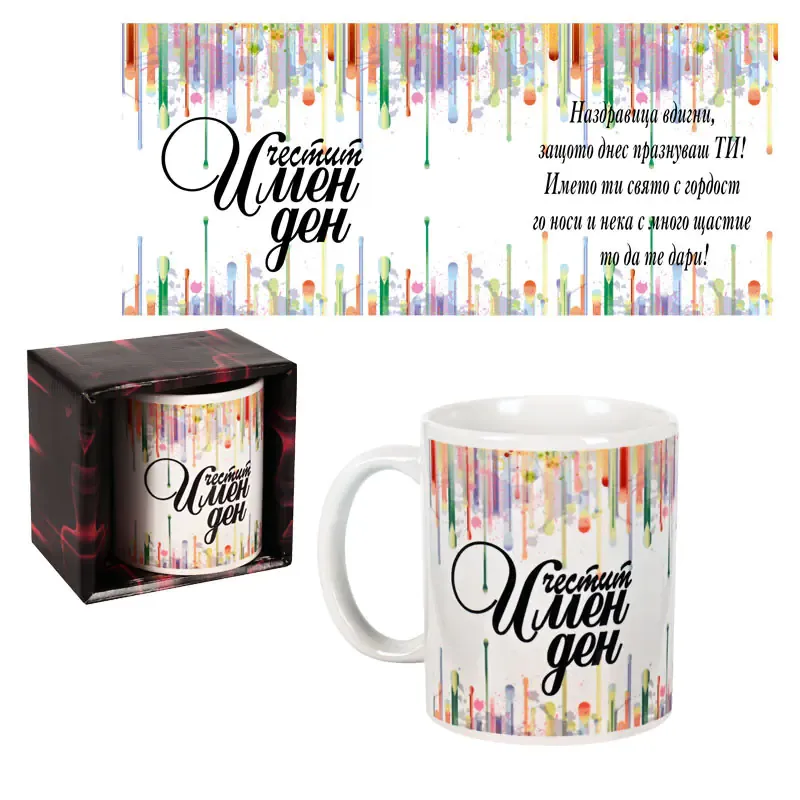 честит
Имен
ден
Наздравица вдигни,
защото днес празнуваш ТИ!
Името ти свято с гордост
го носи и нека с много щастие
то да те дари!
честит
Имен
ден
честит
Имен
ден